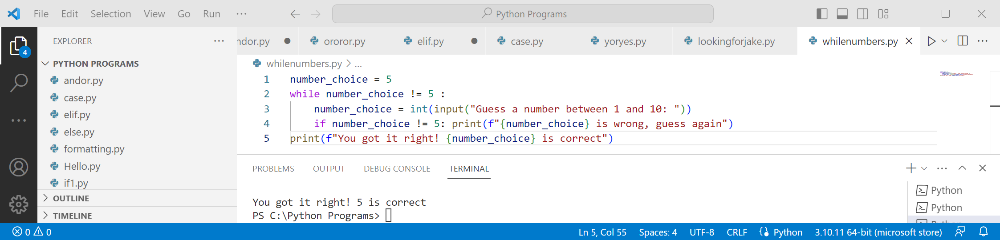 File Edit Selection View Go Run ... Python Programs
EXPLORER ...
ndor.py ororor.py elif.py case.py yoryes.py lookingforjake.py whilenumbers.py
4
PYTHON PROGRAMS
andor.py
case.py
elif.py
else.py
formatting.py
Hello.py
if1.py
OUTLINE
TIMELINE
whilenumbers.py > ...
1 number_choice = 5
2 while number_choice != 5 :
3 number_choice = int(input("Guess a number between 1 and 10: "))
4 if number_choice != 5: print(f"{number_choice} is wrong, guess again")
5 print(f"You got it right! {number_choice} is correct")
PROBLEMS OUTPUT DEBUG CONSOLE TERMINAL
You got it right! 5 is correct
PS C:\Python Programs>
Python
Python
Python
0 0 Ln 5, Col 55 Spaces: 4 UTF-8 CRLF Python 3.10.11 64-bit (microsoft store)